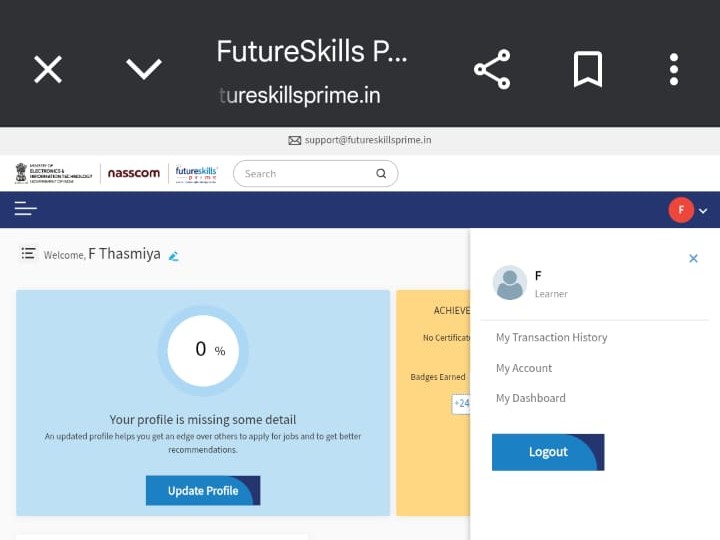 FutureSkills P...
tureskillsprime.in
support@futureskillsprime.in
MINISTRY OF
ELECTRONICS &
INFORMATION TECHNOLOGY
GOVERNMENT OF INDIA
nasscom
futureskills
prime
Search
F
Welcome, F Thasmiya
0 %
Your profile is missing some detail
An updated profile helps you get an edge over others to apply for jobs and to get better
recommendations.
Update Profile
ACHIEVE
No Certificat
Badges Earned
+24
F
Learner
My Transaction History
My Account
My Dashboard
Logout